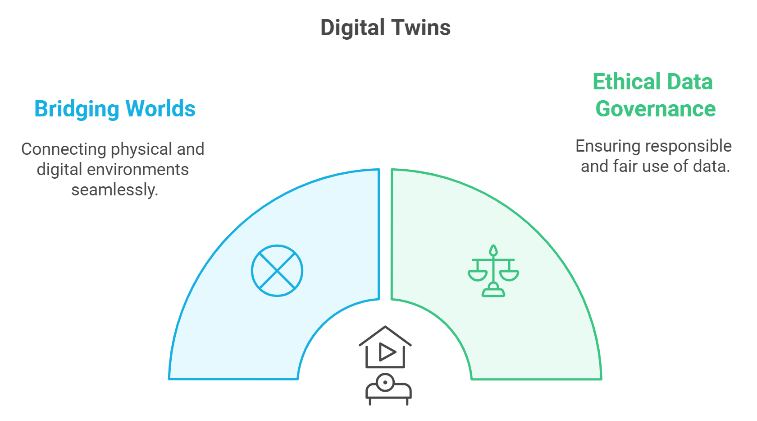 Digital Twins
Bridging Worlds
Connecting physical and
digital environments
seamlessly.
Ethical Data
Governance
Ensuring responsible
and fair use of data.